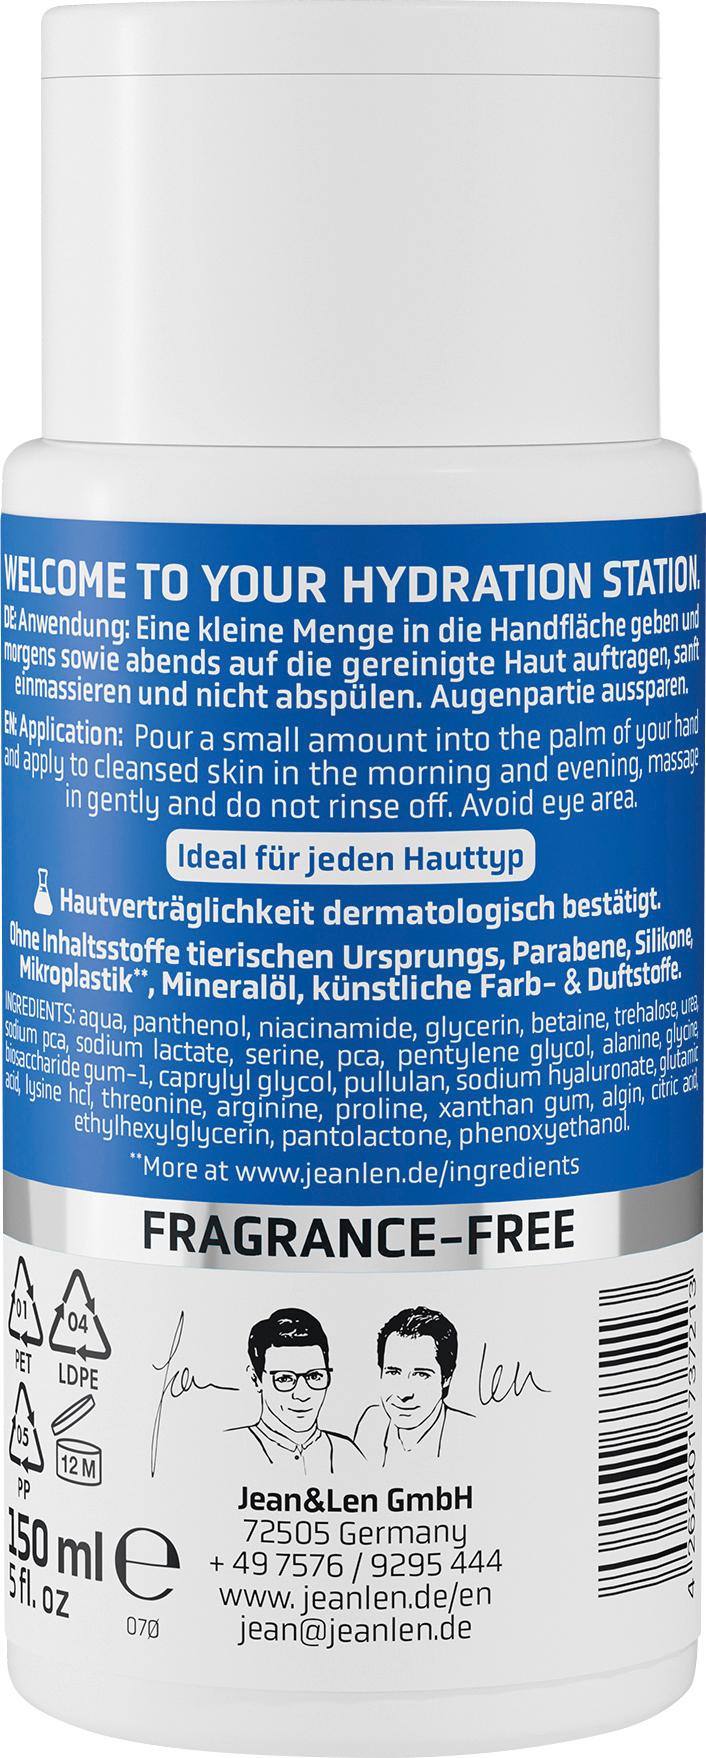 WELCOME TO YOUR HYDRATION STATION.
DE: Anwendung: Eine kleine Menge in die Handfläche geben und
morgens sowie abends auf die gereinigte Haut auftragen, sanft
einmassieren und nicht abspülen. Augenpartie aussparen.
EN: Application: Pour a small amount into the palm of your hand
and apply to cleansed skin in the morning and evening, massage
in gently and do not rinse off. Avoid eye area.
Ideal für jeden Hauttyp
Hautverträglichkeit dermatologisch bestätigt.
Ohne Inhaltsstoffe tierischen Ursprungs, Parabene, Silikone,
Mikroplastik**, Mineralöl, künstliche Farb- & Duftstoffe.
INGREDIENTS: aqua, panthenol, niacinamide, glycerin, betaine, trehalose, urea,
sodium pca, sodium lactate, serine, pca, pentylene glycol, alanine, glycine,
biosaccharide gum-1, caprylyl glycol, pullulan, sodium hyaluronate, glutamic
acid, lysine hcl, threonine, arginine, proline, xanthan gum, algin, citric acid,
ethylhexylglycerin, pantolactone, phenoxyethanol.
**More at www.jeanlen.de/ingredients
FRAGRANCE-FREE
01
PET
04
LDPE
05
PP
12 M
150 ml e
5 fl. oz
07Ø
Jean
Len
Jean&Len GmbH
72505 Germany
+ 49 7576 / 9295 444
www. jeanlen.de/en
jean@jeanlen.de
4 262401 737213